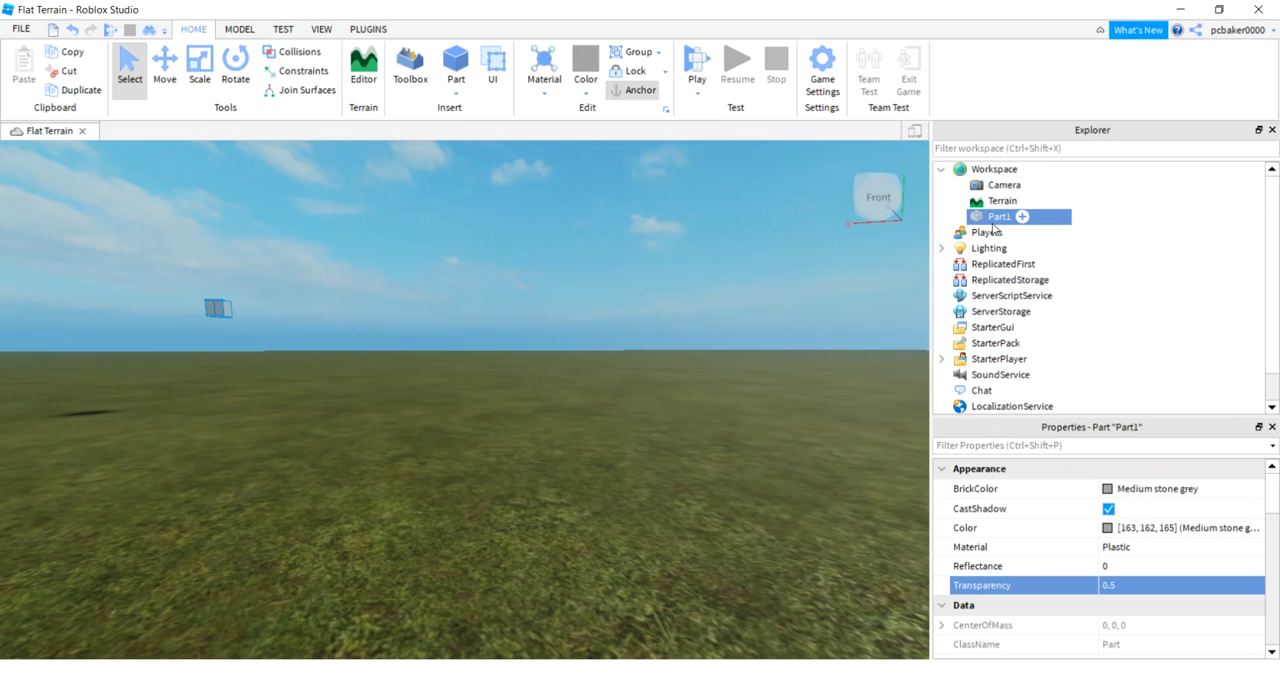 Flat Terrain - Roblox Studio
FILE HOME MODEL TEST VIEW PLUGINS What's New pcbaker0000
Paste Copy Cut Duplicate
Clipboard
Select Move Scale Rotate Collisions Constraints Join Surfaces
Tools
Editor
Terrain
Toolbox Part UI
Insert
Material Color Group Lock Anchor
Edit
Play Resume Stop
Test
Game Settings
Settings
Team Test Exit Game
Team Test
Flat Terrain
Front
X
Explorer
Filter workspace (Ctrl+Shift+X)
Workspace
Camera
Terrain
Part1
Players
Lighting
ReplicatedFirst
ReplicatedStorage
ServerScriptService
ServerStorage
StarterGui
StarterPack
StarterPlayer
SoundService
Chat
LocalizationService
Properties - Part "Part1"
Filter Properties (Ctrl+Shift+P)
Appearance
BrickColor Medium stone grey
CastShadow
Color [163, 162, 165] (Medium stone g...
Material Plastic
Reflectance 0
Transparency 0.5
Data
CenterOfMass 0, 0, 0
ClassName Part